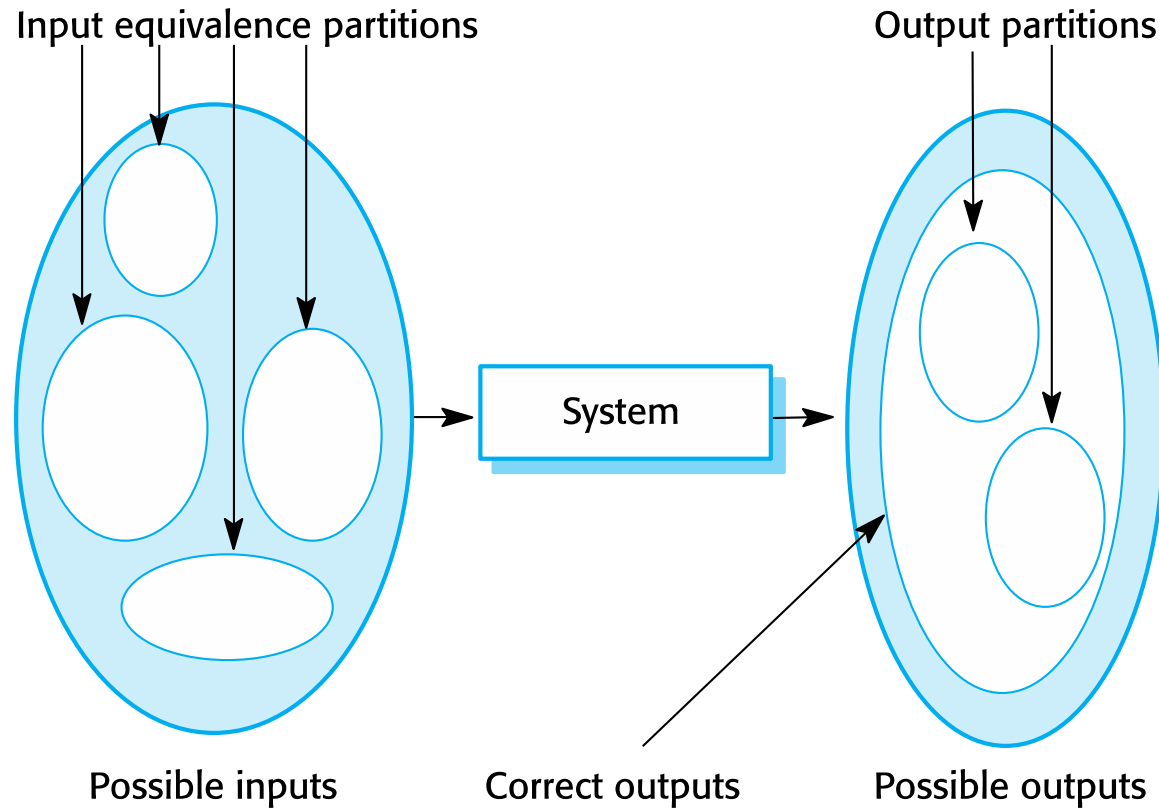 Input equivalence partitions
Output partitions
System
Possible inputs
Correct outputs
Possible outputs